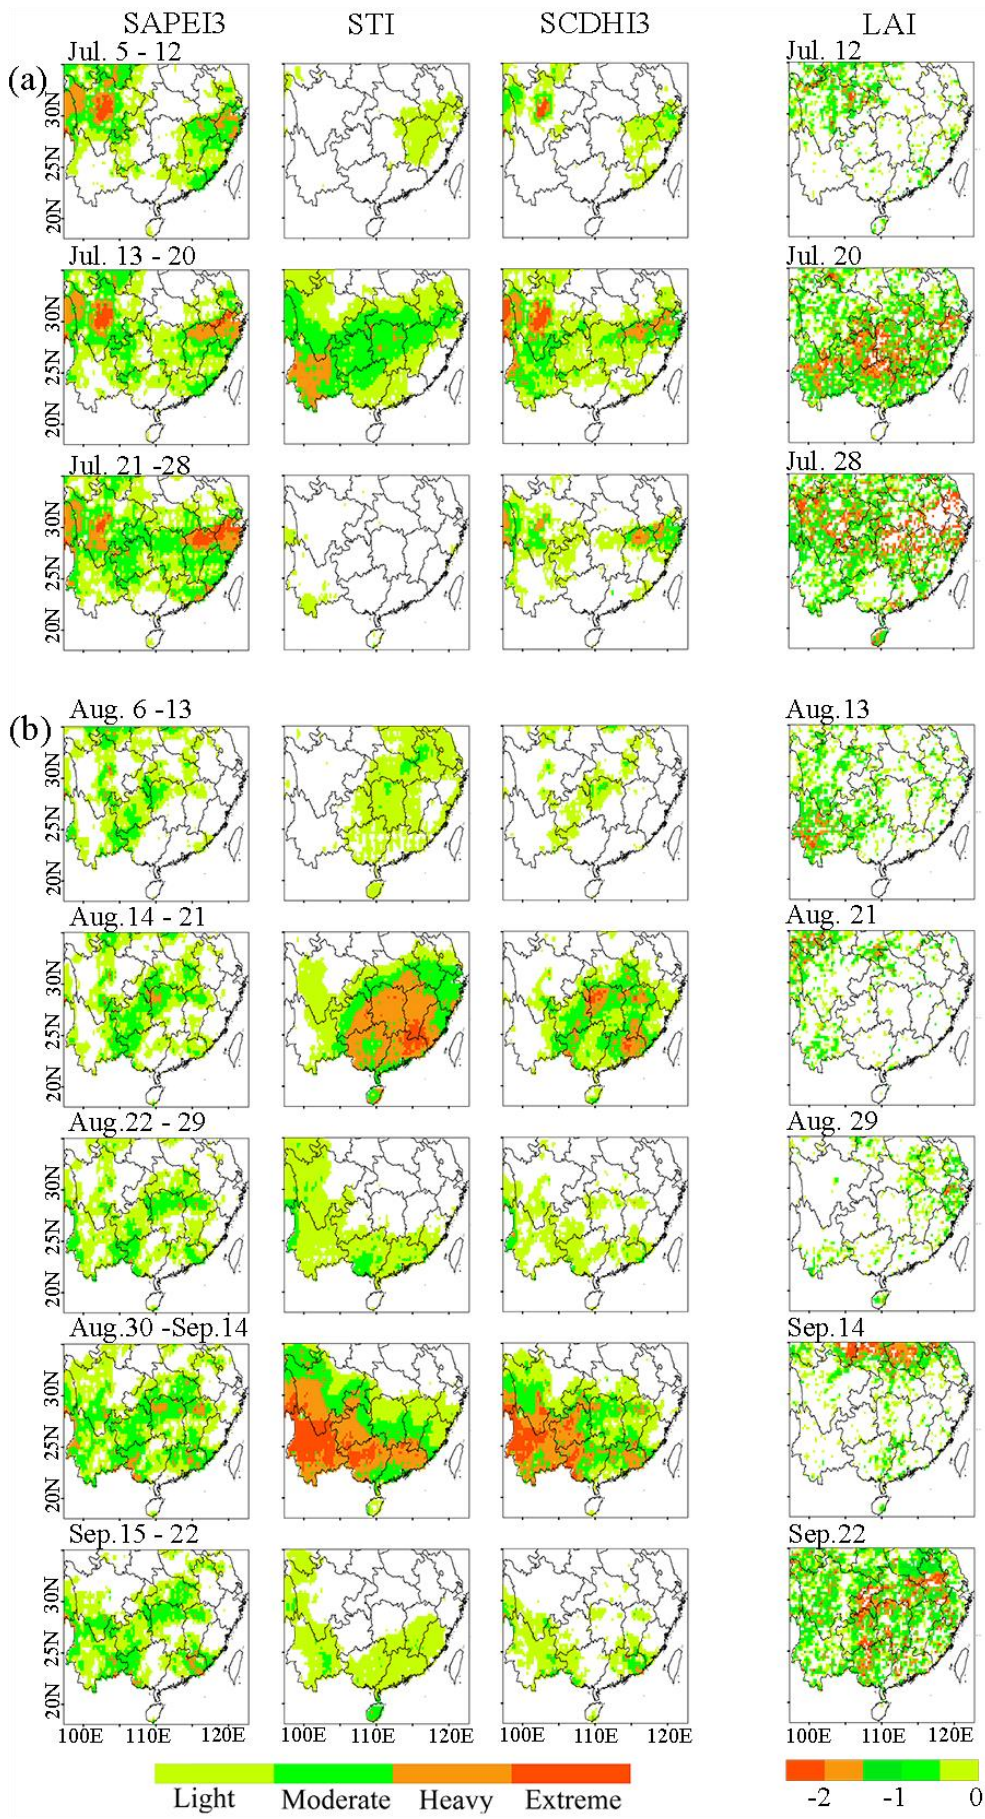 SAPEI3 STI SCDHI3 LAI
(a)
Jul. 5 - 12 Jul. 12
30N
25N
20N
Jul. 13 - 20 Jul. 20
30N
25N
20N
Jul. 21 -28 Jul. 28
30N
25N
20N
(b)
Aug. 6 -13 Aug.13
30N
25N
20N
Aug.14 - 21 Aug. 21
30N
25N
20N
Aug.22 - 29 Aug. 29
30N
25N
20N
Aug.30 -Sep.14 Sep.14
30N
25N
20N
Sep.15 - 22 Sep.22
30N
25N
20N
100E 110E 120E 100E 110E 120E 100E 110E 120E 100E 110E 120E
Light Moderate Heavy Extreme
-2 -1 0